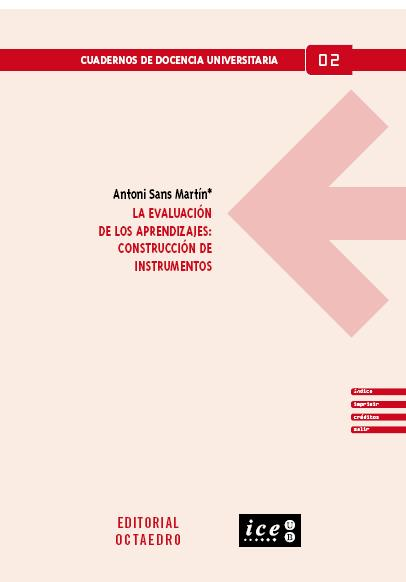 CUADERNOS DE DOCENCIA UNIVERSITARIA
02
Antoni Sans Martín*
LA EVALUACIÓN
DE LOS APRENDIZAJES:
CONSTRUCCIÓN DE
INSTRUMENTOS
índice
imprimir
créditos
salir
EDITORIAL
OCTAEDRO
ice UB